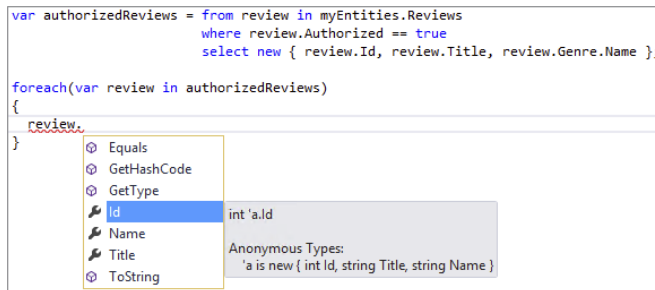 var authorizedReviews = from review in myEntities.Reviews
where review.Authorized == true
select new { review.Id, review.Title, review.Genre.Name };
foreach(var review in authorizedReviews)
{
review.
}
Equals
GetHashCode
GetType
Id
Name
Title
ToString
int 'a.Id
Anonymous Types:
'a is new { int Id, string Title, string Name }